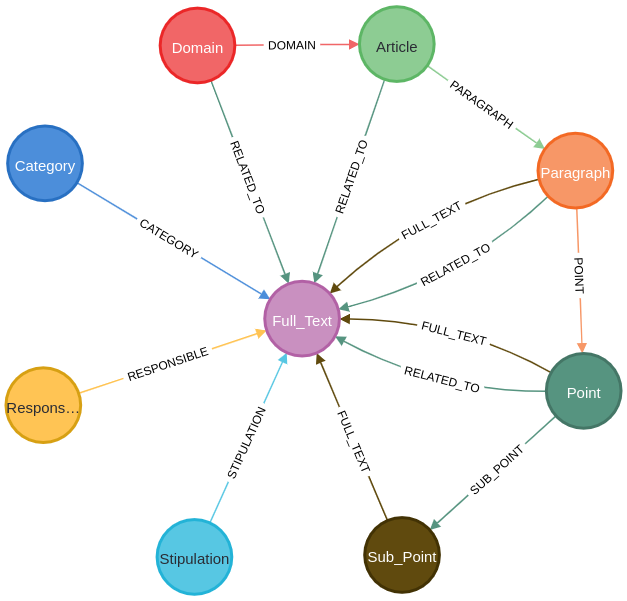 Domain
DOMAIN
Article
PARAGRAPH
RELATED_TO
RELATED_TO
Category
Paragraph
CATEGORY
FULL_TEXT
RELATED_TO
POINT
Full_Text
FULL_TEXT
RESPONSIBLE
RELATED_TO
Respons…
Point
STIPULATION
FULL_TEXT
SUB_POINT
Stipulation
Sub_Point